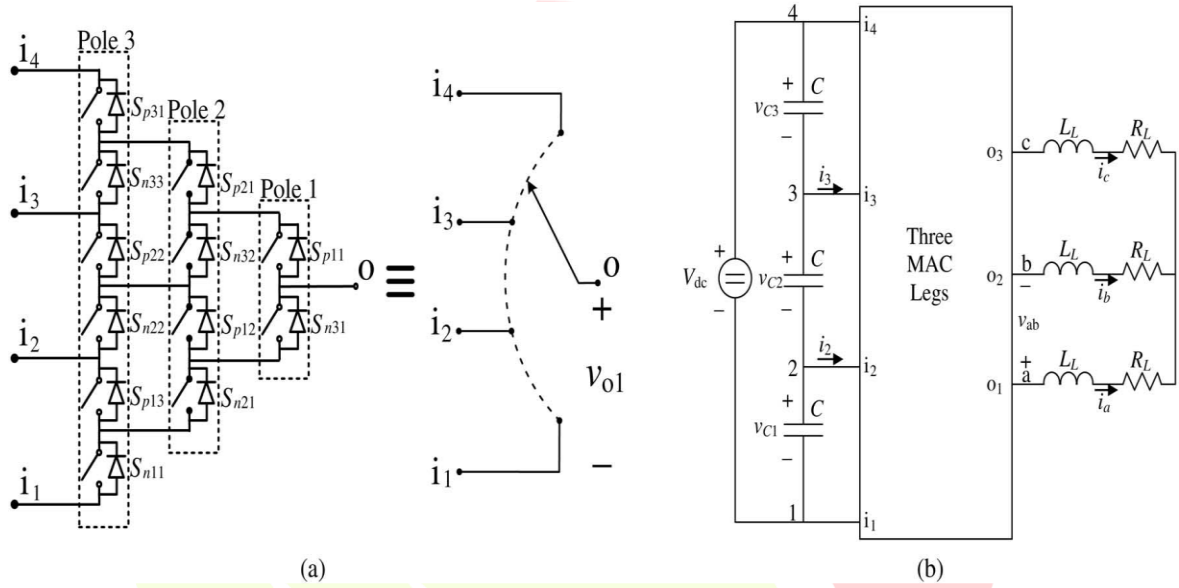 Pole 3
i4
Sp31
Pole 2
Sn33
Sp21
i3
Pole 1
Sp22
Sn32
Sp11
o
Sn22
Sp12
Sn31
i2
Sp13
Sn21
Sn11
i1
(a)
≡
i4
i3
o
+
i2
vo1
−
i1
4
i4
+
C
vC3
−
3
i3
i3
+
C
Vdc
+
vC2
−
−
2
i2
i2
+
C
vC1
−
1
i1
Three
MAC
Legs
o3
c
LL
RL
ic
o2
b
−
LL
RL
ib
vab
+
o1
a
LL
RL
ia
(b)